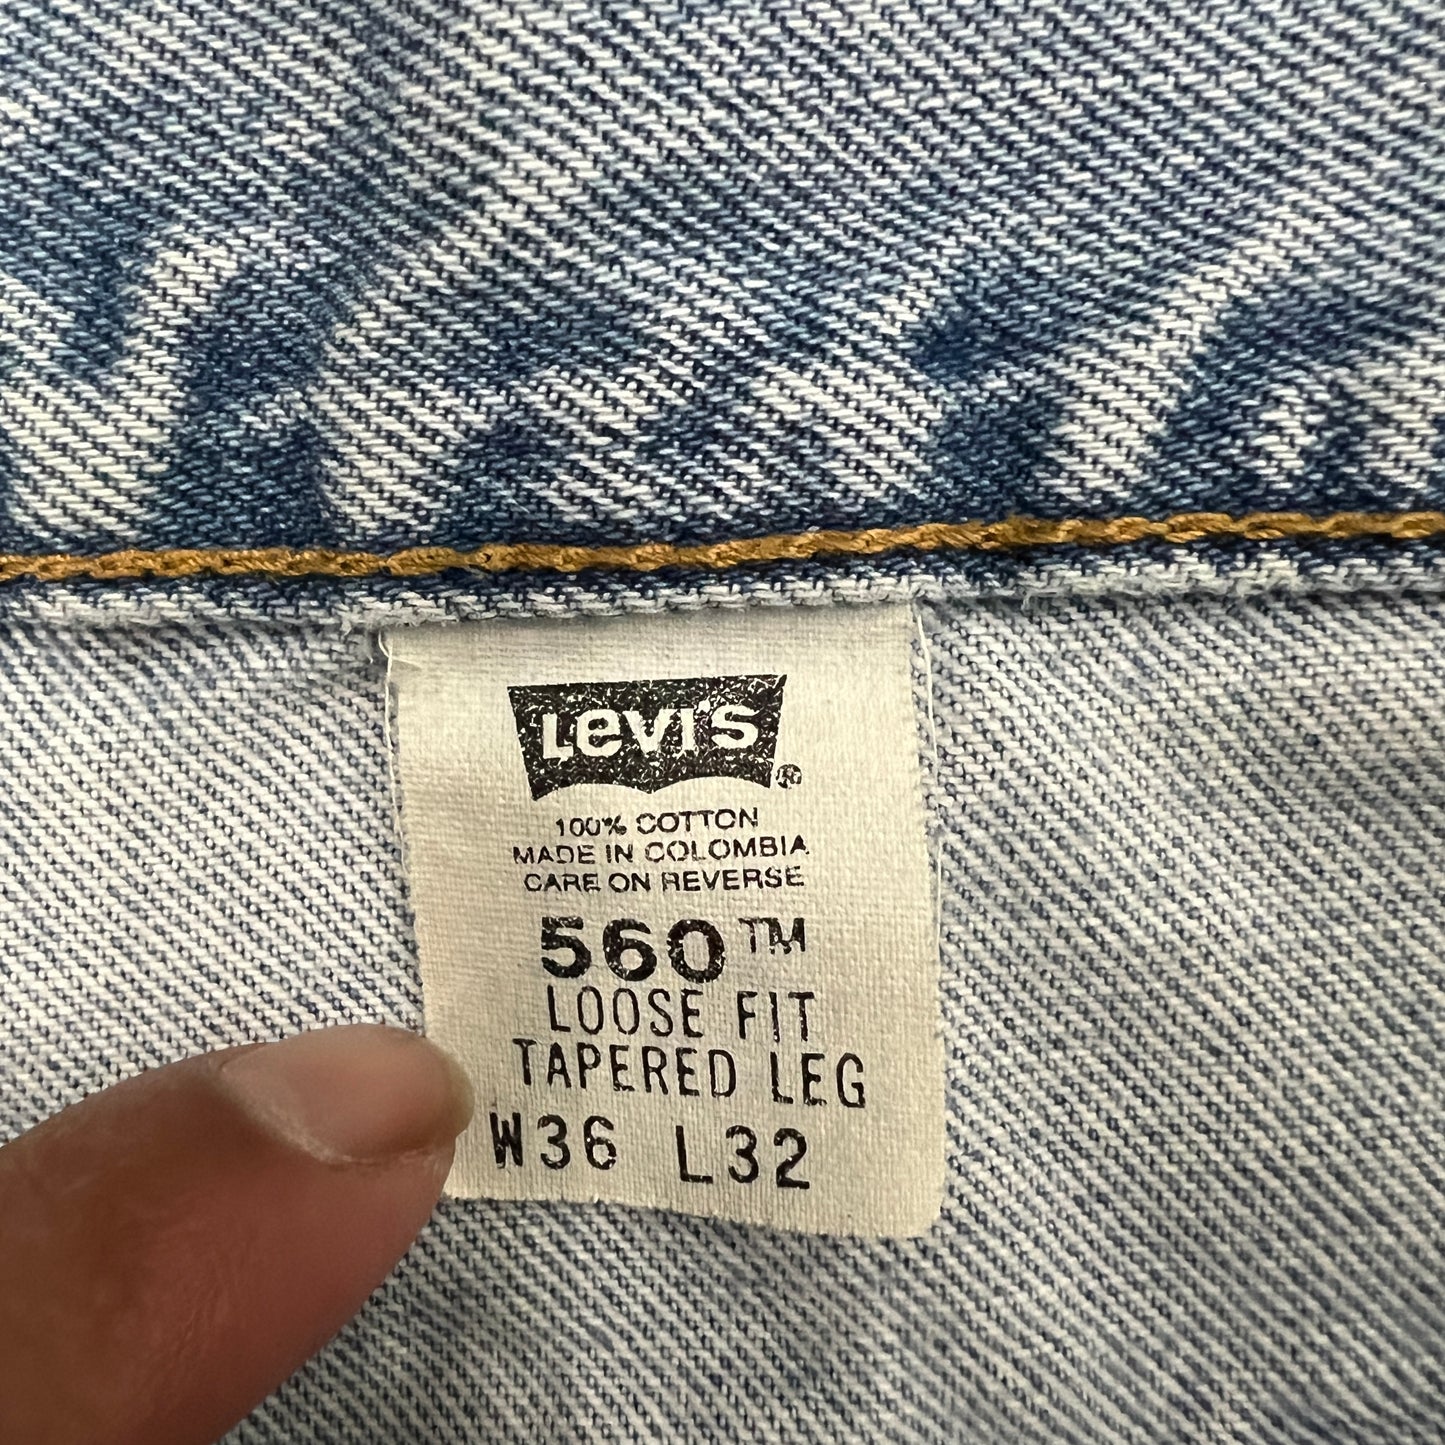 Levi's ®
100% COTTON
MADE IN COLOMBIA
CARE ON REVERSE
560™
LOOSE FIT
TAPERED LEG
W36 L32